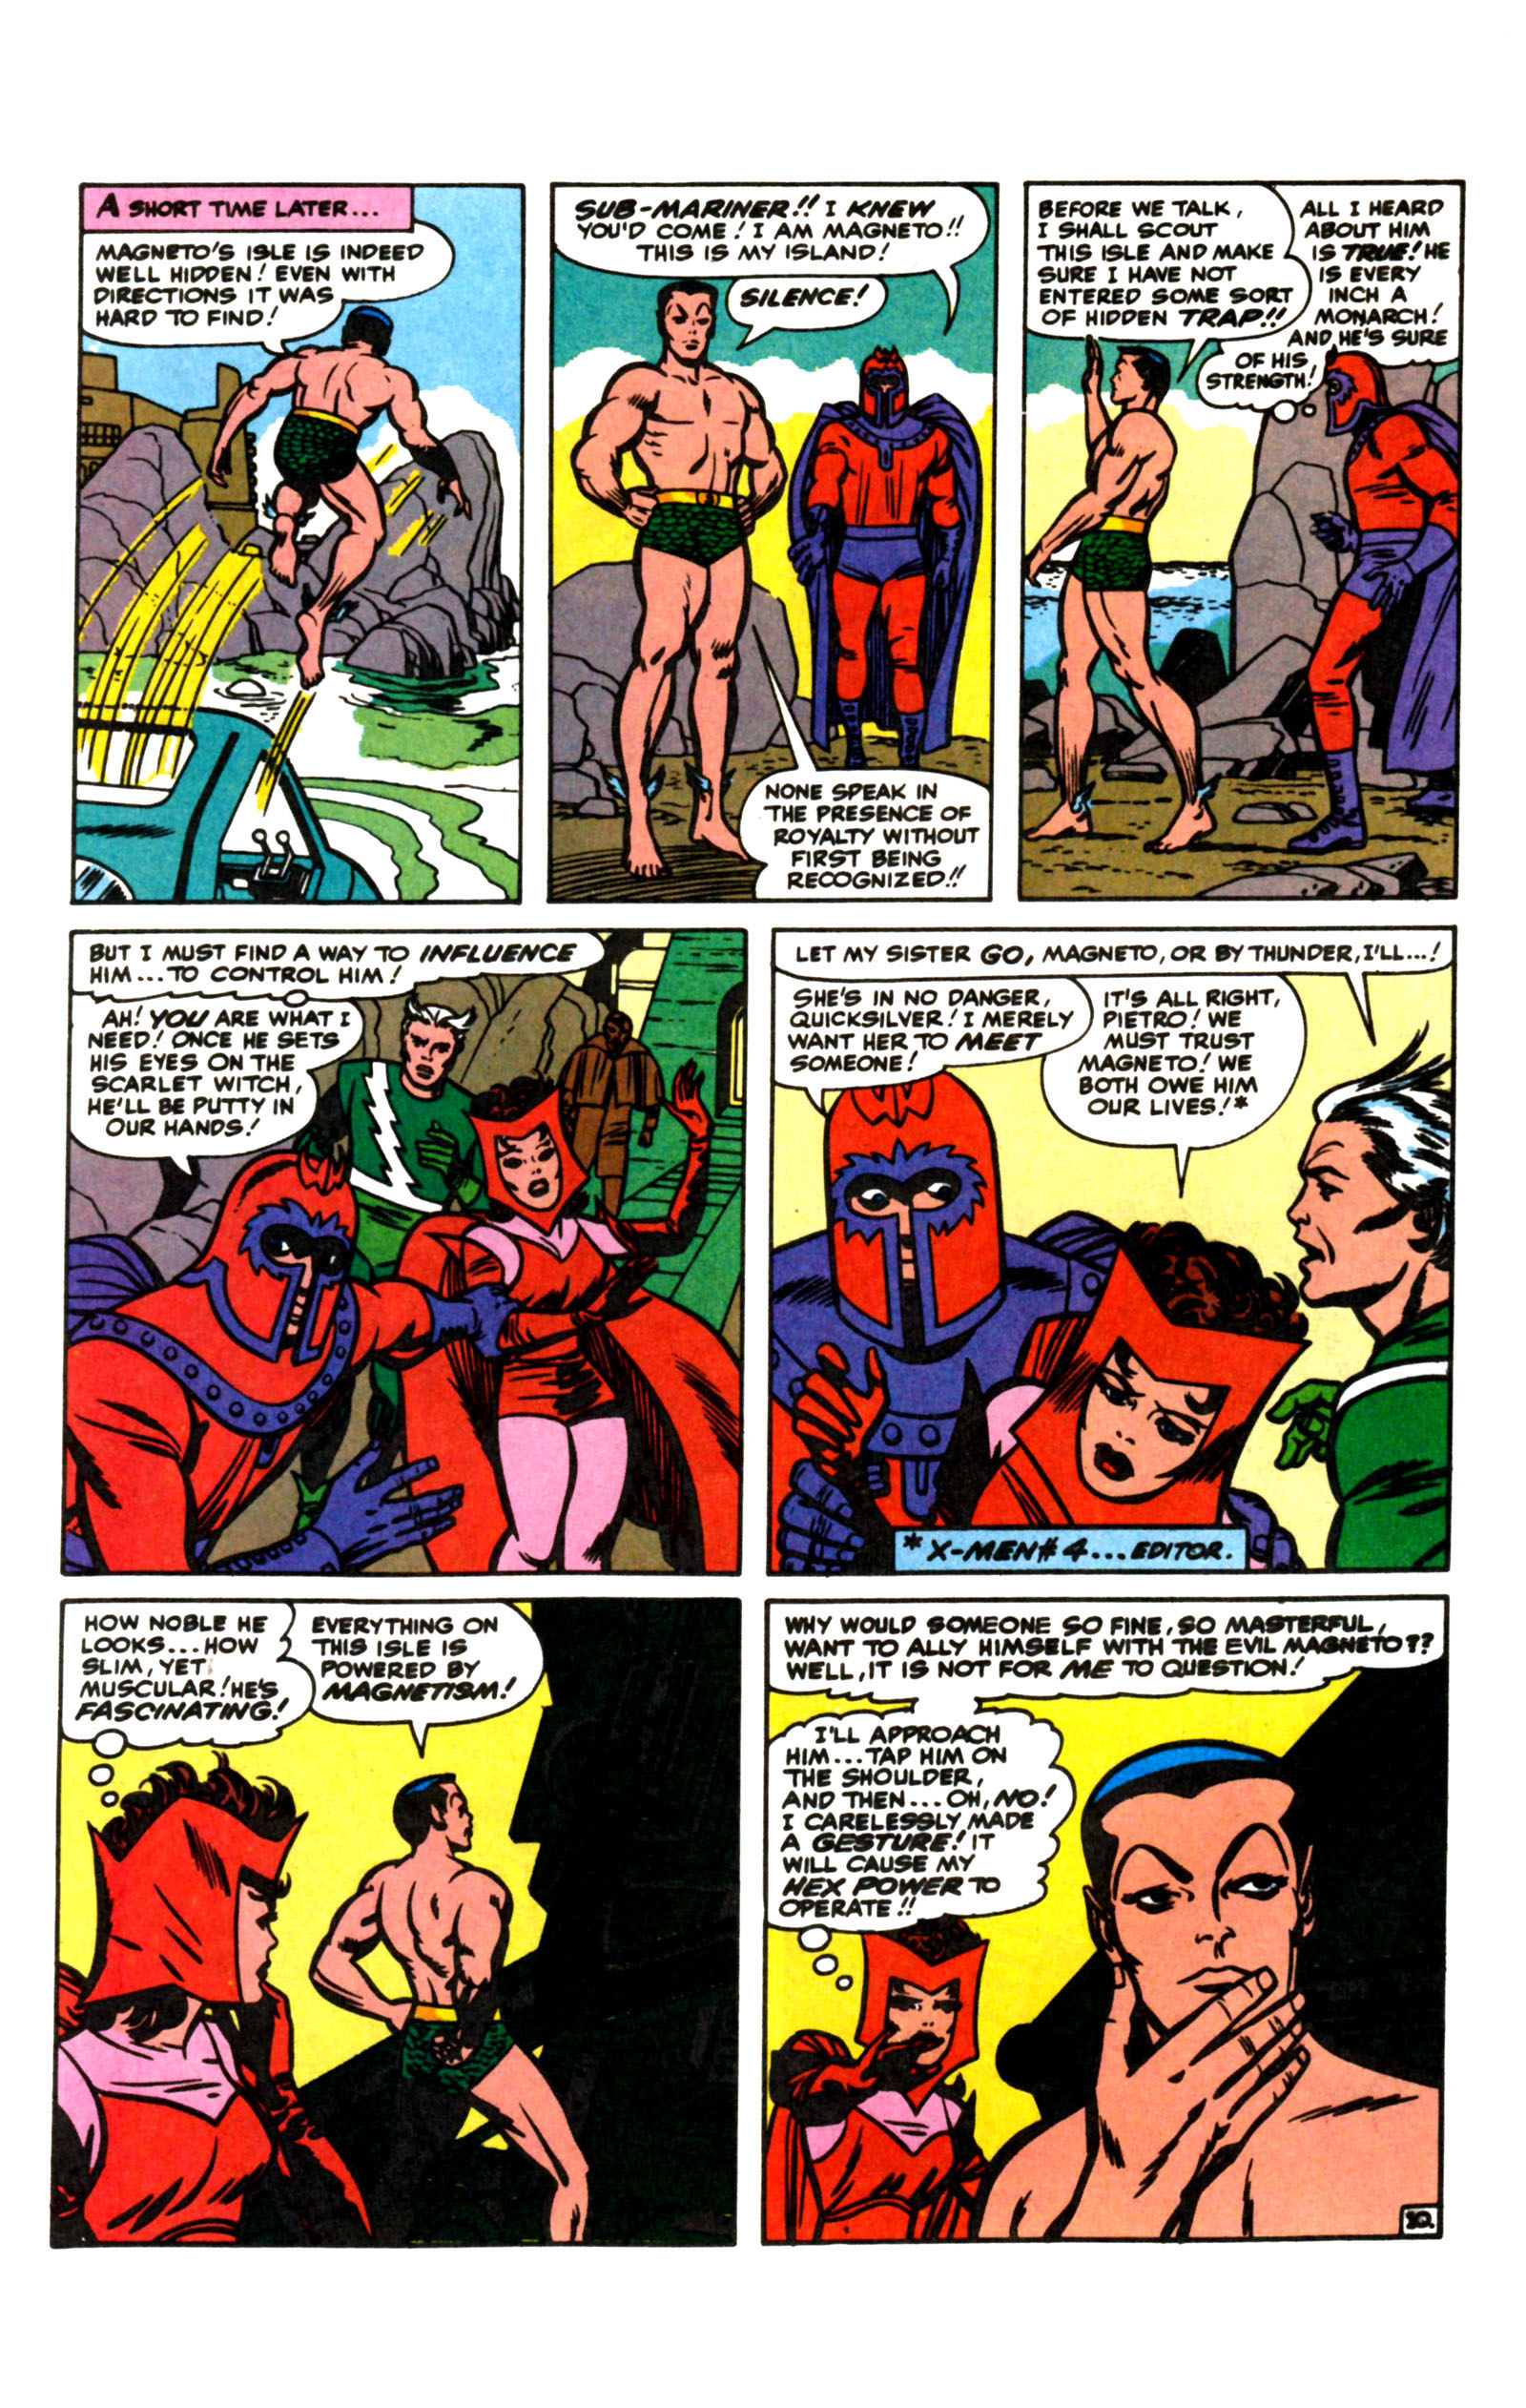 A SHORT TIME LATER...
MAGNETO'S ISLE IS INDEED
WELL HIDDEN! EVEN WITH
DIRECTIONS IT WAS
HARD TO FIND!
SUB-MARINER!! I KNEW
YOU'D COME! I AM MAGNETO!!
THIS IS MY ISLAND!
SILENCE!
NONE SPEAK IN
THE PRESENCE OF
ROYALTY WITHOUT
FIRST BEING
RECOGNIZED!!
BEFORE WE TALK,
I SHALL SCOUT
THIS ISLE AND MAKE
SURE I HAVE NOT
ENTERED SOME SORT
OF HIDDEN TRAP!!
ALL I HEARD
ABOUT HIM
IS TRUE! HE
IS EVERY
INCH A
MONARCH!
AND HE'S SURE
OF HIS
STRENGTH!
BUT I MUST FIND A WAY TO INFLUENCE
HIM...TO CONTROL HIM!
AH! YOU ARE WHAT I
NEED! ONCE HE SETS
HIS EYES ON THE
SCARLET WITCH,
HE'LL BE PUTTY IN
OUR HANDS!
LET MY SISTER GO, MAGNETO, OR BY THUNDER, I'LL...!
SHE'S IN NO DANGER,
QUICKSILVER! I MERELY
WANT HER TO MEET
SOMEONE!
IT'S ALL RIGHT,
PIETRO! WE
MUST TRUST
MAGNETO! WE
BOTH OWE HIM
OUR LIVES!*
* X-MEN# 4... EDITOR.
HOW NOBLE HE
LOOKS...HOW
SLIM, YET
MUSCULAR! HE'S
FASCINATING!
EVERYTHING ON
THIS ISLE IS
POWERED BY
MAGNETISM!
WHY WOULD SOMEONE SO FINE, SO MASTERFUL,
WANT TO ALLY HIMSELF WITH THE EVIL MAGNETO??
WELL, IT IS NOT FOR ME TO QUESTION!
I'LL APPROACH
HIM...TAP HIM ON
THE SHOULDER,
AND THEN...OH, NO!
I CARELESSLY MADE
A GESTURE! IT
WILL CAUSE MY
HEX POWER TO
OPERATE!!
10.